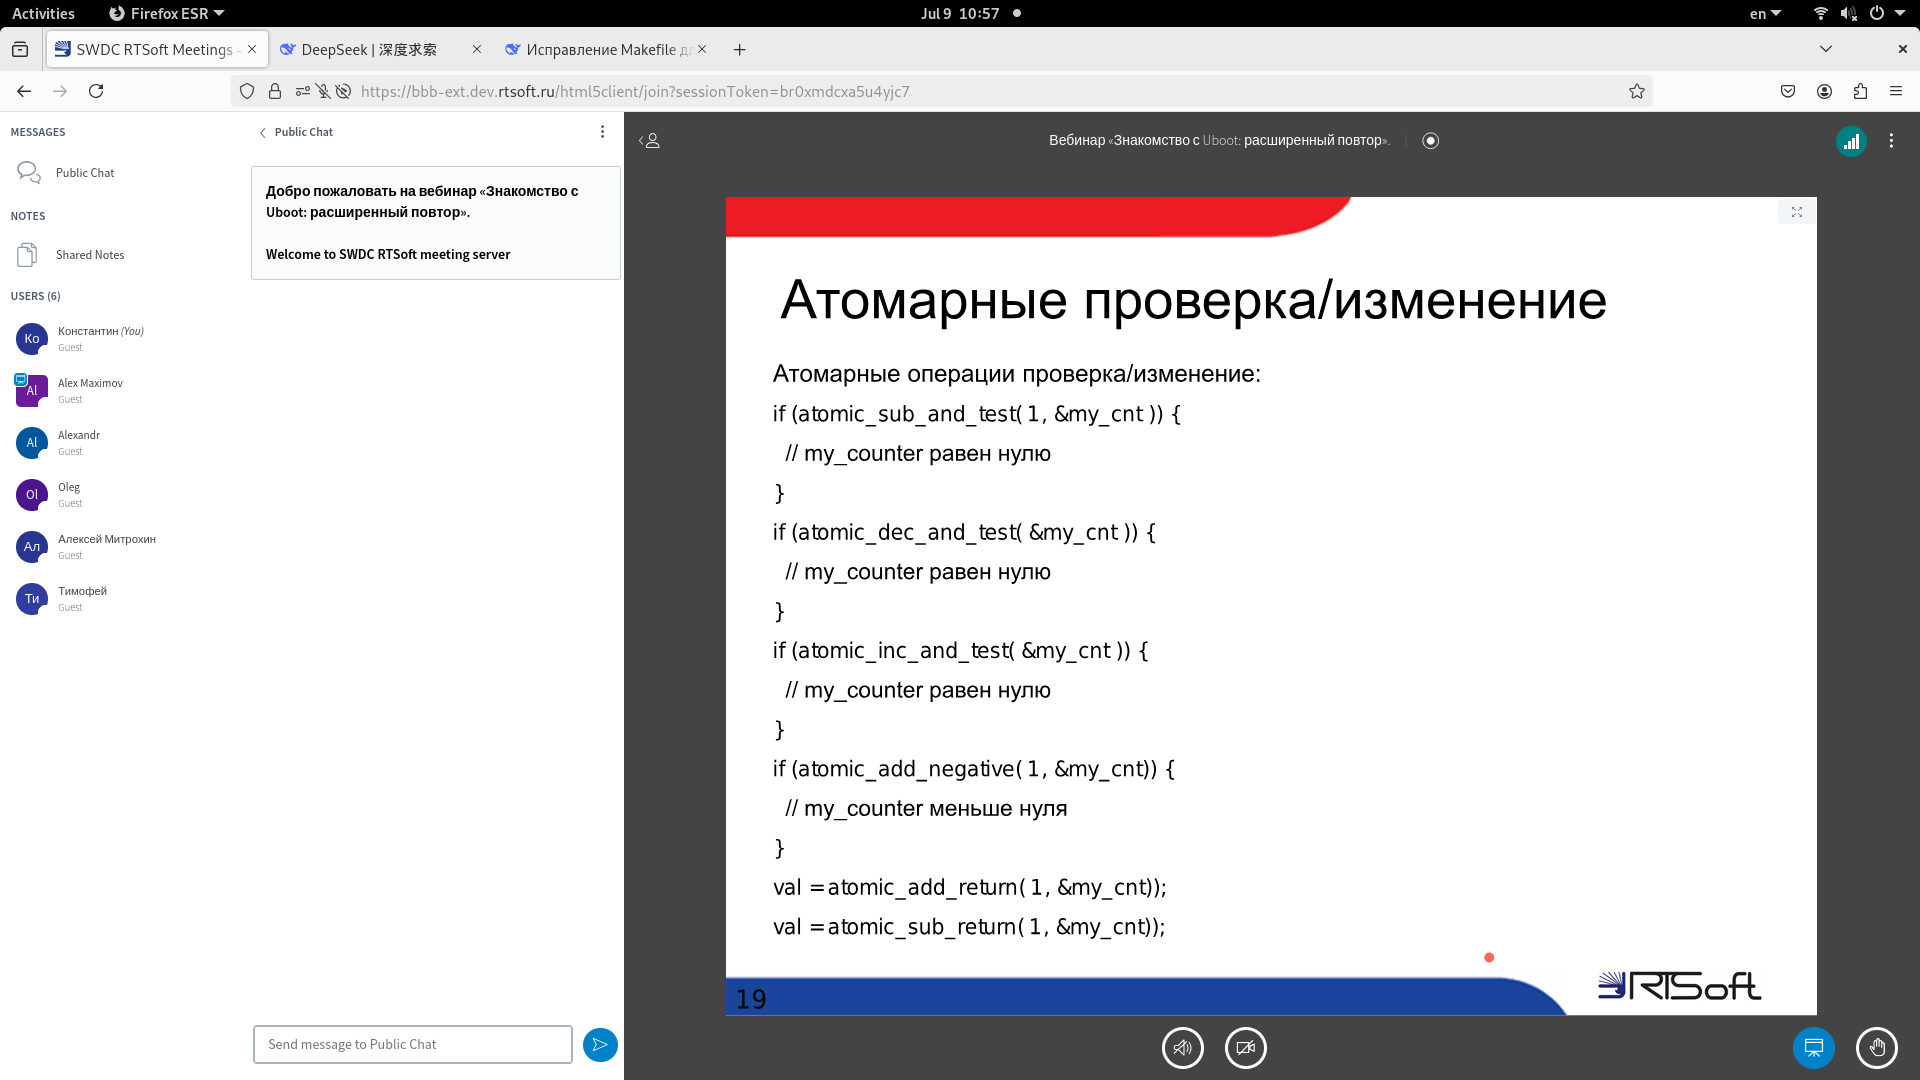 Activities
Firefox ESR
Jul 9 10:57
en
SWDC RTSoft Meetings -
DeepSeek | 深度求索
Исправление Makefile д
https://bbb-ext.dev.rtsoft.ru/html5client/join?sessionToken=br0xmdcxa5u4yjc7
MESSAGES
Public Chat
NOTES
Shared Notes
USERS (6)
Ko
Константин (You)
Guest
Al
Alex Maximov
Guest
Al
Alexandr
Guest
Ol
Oleg
Guest
Ал
Алексей Митрохин
Guest
Ти
Тимофей
Guest
Public Chat
Добро пожаловать на вебинар «Знакомство с
Uboot: расширенный повтор».
Welcome to SWDC RTSoft meeting server
Send message to Public Chat
Вебинар «Знакомство с Uboot: расширенный повтор».
Атомарные проверка/изменение
Атомарные операции проверка/изменение:
if (atomic_sub_and_test( 1, &my_cnt )) {
// my_counter равен нулю
}
if (atomic_dec_and_test( &my_cnt )) {
// my_counter равен нулю
}
if (atomic_inc_and_test( &my_cnt )) {
// my_counter равен нулю
}
if (atomic_add_negative( 1, &my_cnt)) {
// my_counter меньше нуля
}
val = atomic_add_return( 1, &my_cnt));
val = atomic_sub_return( 1, &my_cnt));
19
RTSoft